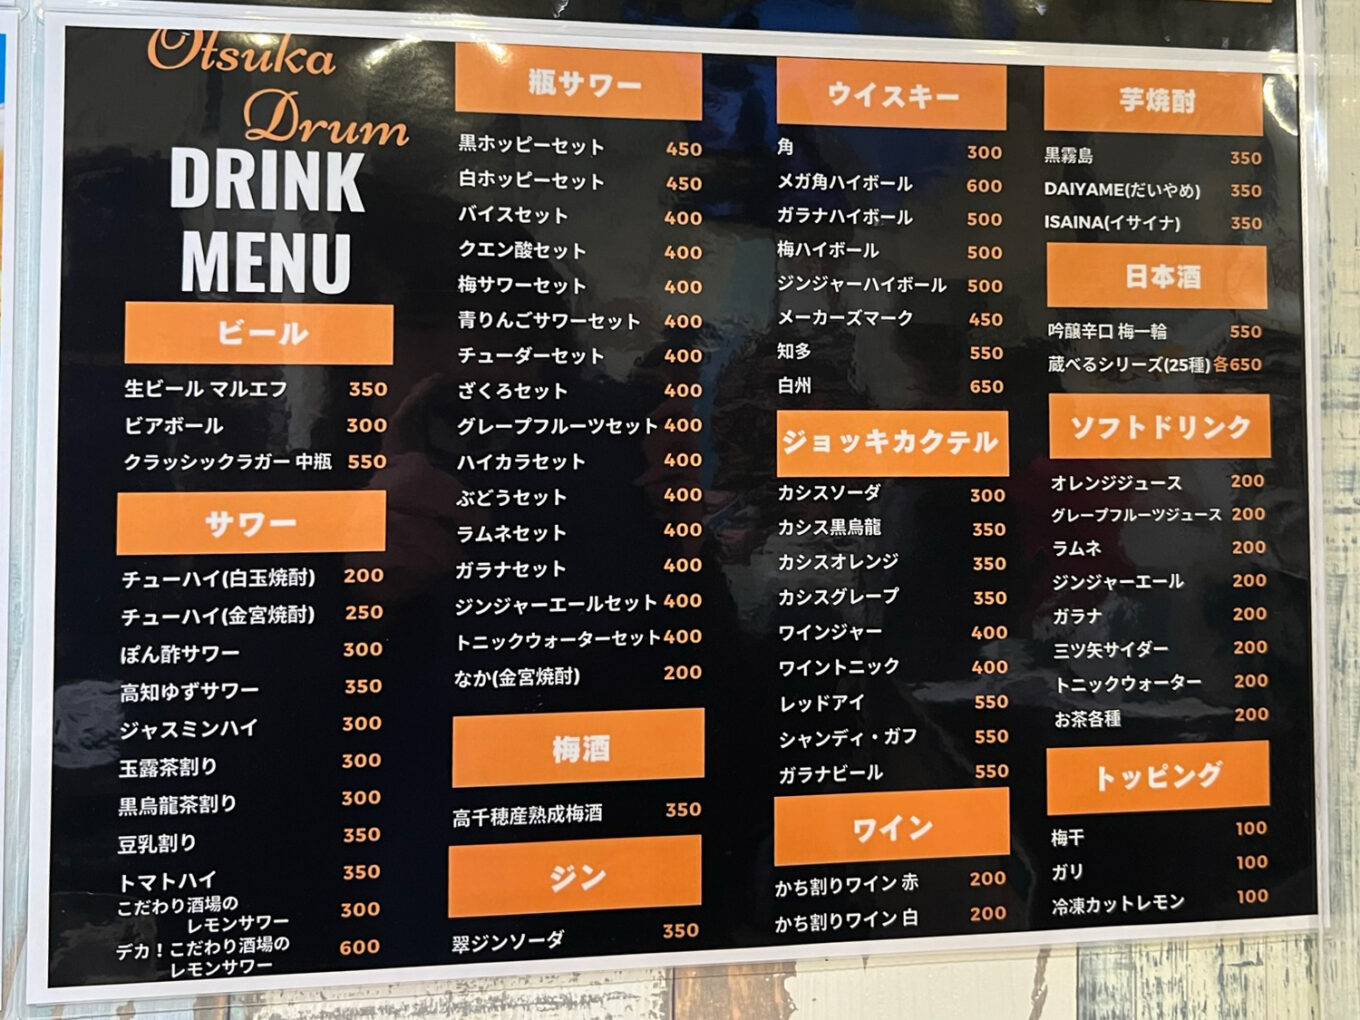 Otsuka
Drum
DRINK
MENU
ビール
生ビール マルエフ 350
ビアボール 300
クラッシックラガー 中瓶 550
サワー
チューハイ(白玉焼酎) 200
チューハイ(金宮焼酎) 250
ぽん酢サワー 300
高知ゆずサワー 350
ジャスミンハイ 300
玉露茶割り 300
黒烏龍茶割り 300
豆乳割り 350
トマトハイ 350
こだわり酒場の
レモンサワー 300
デカ！こだわり酒場の
レモンサワー 600
瓶サワー
黒ホッピーセット 450
白ホッピーセット 450
バイスセット 400
クエン酸セット 400
梅サワーセット 400
青りんごサワーセット 400
チューダーセット 400
ざくろセット 400
グレープフルーツセット 400
ハイカラセット 400
ぶどうセット 400
ラムネセット 400
ガラナセット 400
ジンジャーエールセット 400
トニックウォーターセット 400
なか(金宮焼酎) 200
梅酒
高千穂産熟成梅酒 350
ジン
翠ジンソーダ 350
ウイスキー
角 300
メガ角ハイボール 600
ガラナハイボール 500
梅ハイボール 500
ジンジャーハイボール 500
メーカーズマーク 450
知多 550
白州 650
ジョッキカクテル
カシスソーダ 300
カシス黒烏龍 350
カシスオレンジ 350
カシスグレープ 350
ワインジャー 400
ワイントニック 400
レッドアイ 550
シャンディ・ガフ 550
ガラナビール 550
ワイン
かち割りワイン 赤 200
かち割りワイン 白 200
芋焼酎
黒霧島 350
DAIYAME(だいやめ) 350
ISAINA(イサイナ) 350
日本酒
吟醸辛口 梅一輪 550
蔵べるシリーズ(25種) 各650
ソフトドリンク
オレンジジュース 200
グレープフルーツジュース 200
ラムネ 200
ジンジャーエール 200
ガラナ 200
三ツ矢サイダー 200
トニックウォーター 200
お茶各種 200
トッピング
梅干 100
ガリ 100
冷凍カットレモン 100